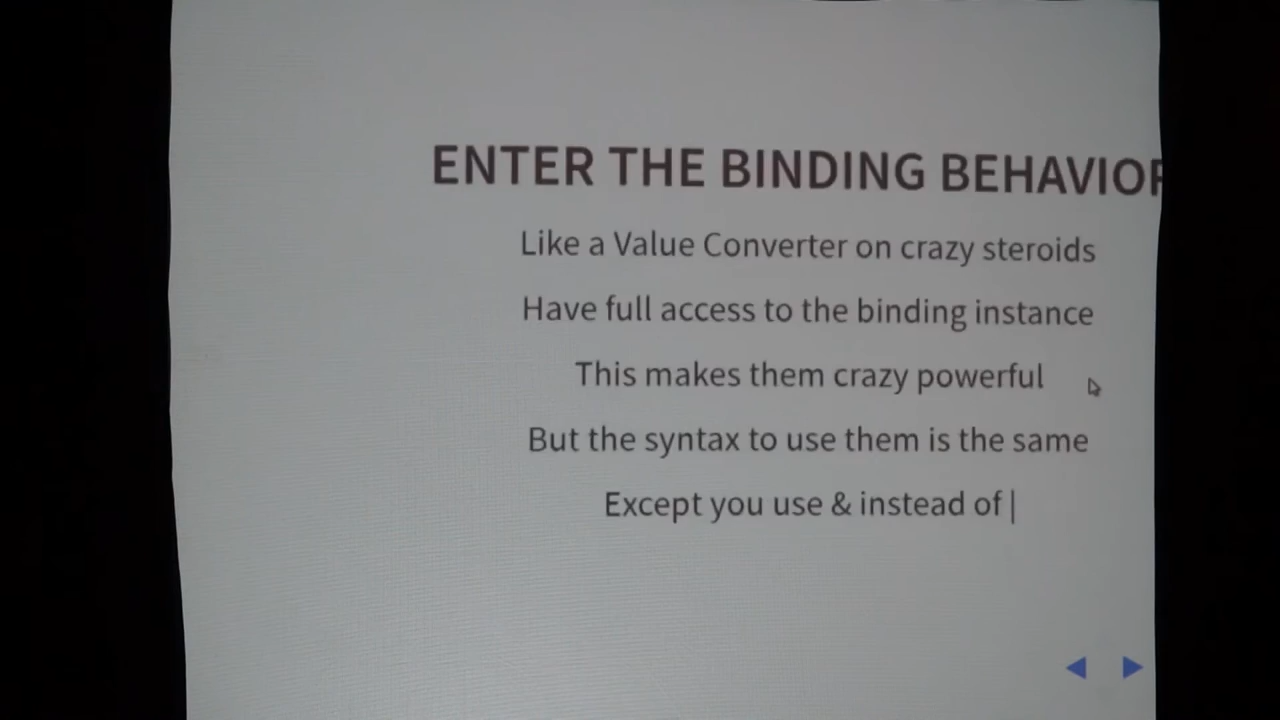 ENTER THE BINDING BEHAVIOR
Like a Value Converter on crazy steroids
Have full access to the binding instance
This makes them crazy powerful
But the syntax to use them is the same
Except you use & instead of |